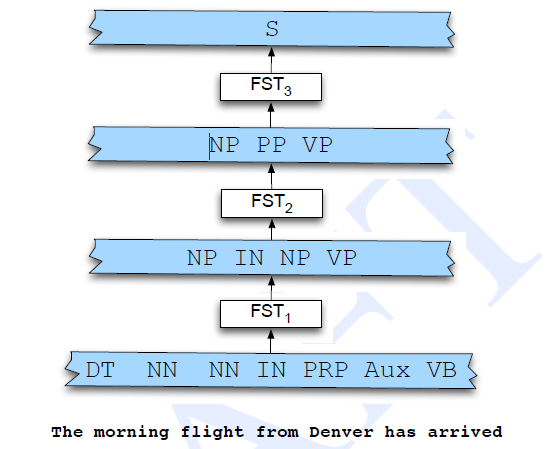 S
FST3
NP PP VP
FST2
NP IN NP VP
FST1
DT NN NN IN PRP Aux VB
The morning flight from Denver has arrived